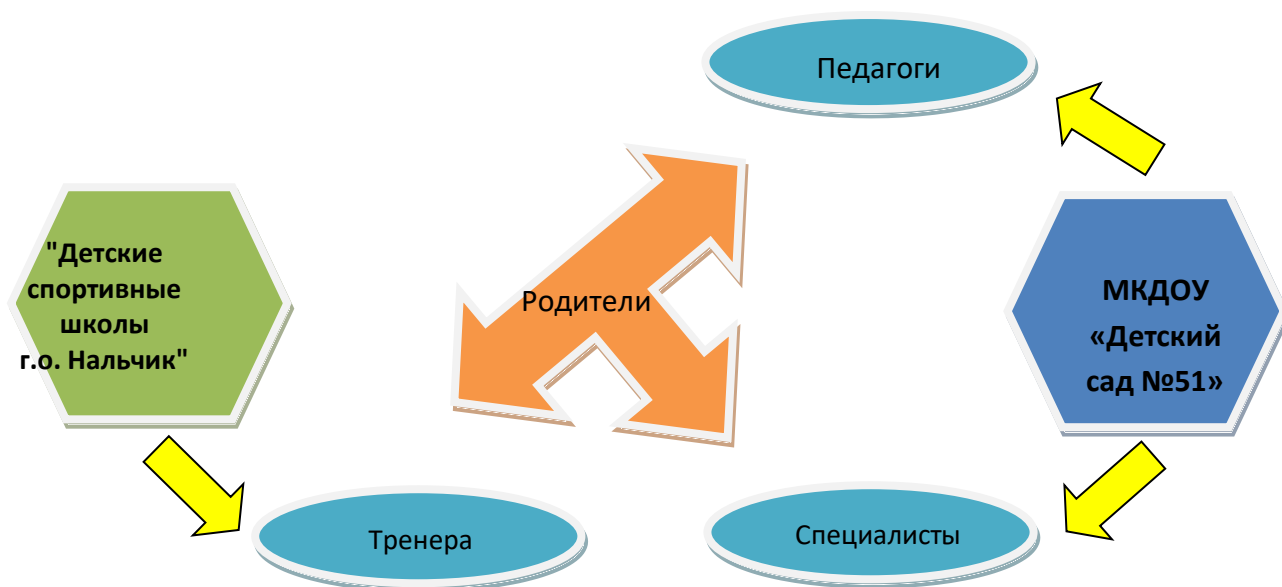 Педагоги
"Детские
спортивные
школы
г.о. Нальчик"
Родители
МКДОУ
«Детский
сад №51»
Тренера
Специалисты